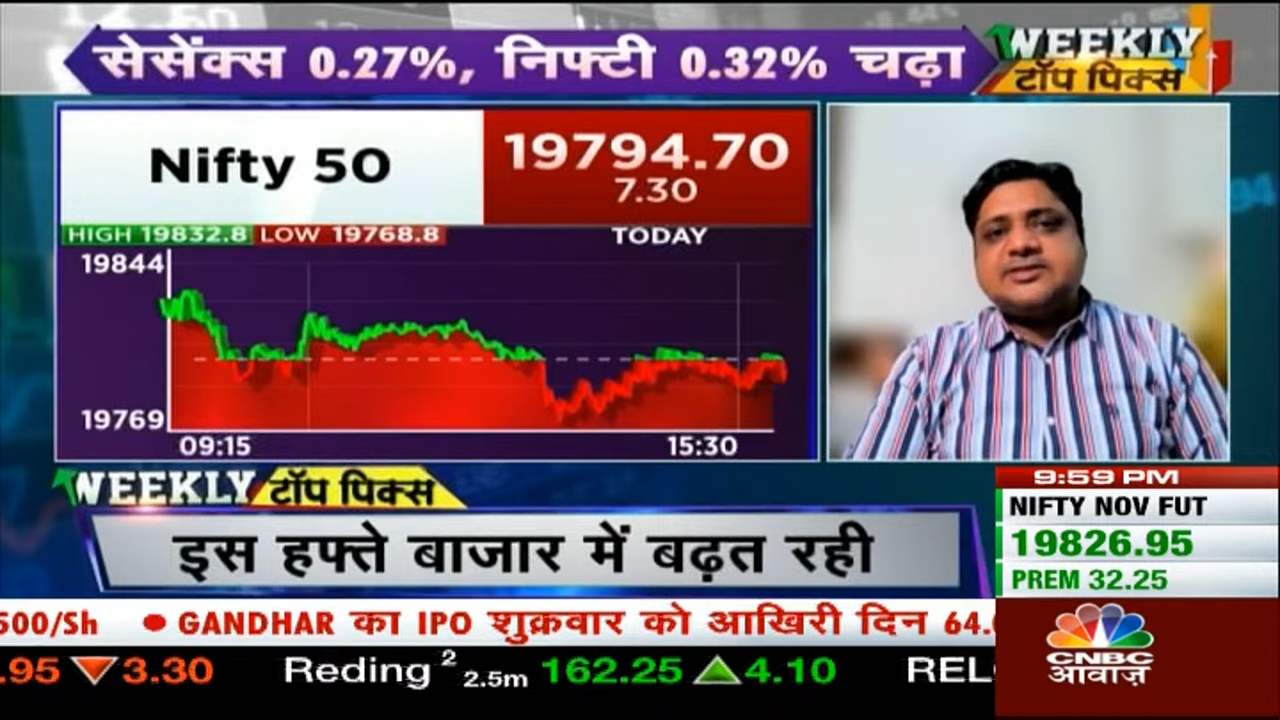 सेसेंक्स 0.27%, निफ्टी 0.32% चढ़ा
WEEKLY
टॉप पिक्स
Nifty 50
19794.70
7.30
HIGH 19832.8 LOW 19768.8
TODAY
19844
19769
09:15
15:30
WEEKLY टॉप पिक्स
इस हफ्ते बाजार में बढ़त रही
9:59 PM
NIFTY NOV FUT
19826.95
PREM 32.25
500/Sh • GANDHAR का IPO शुक्रवार को आखिरी दिन 64.
.95 ▼3.30 Reding 2 2.5m 162.25 ▲4.10 REL
CNBC
आवाज़